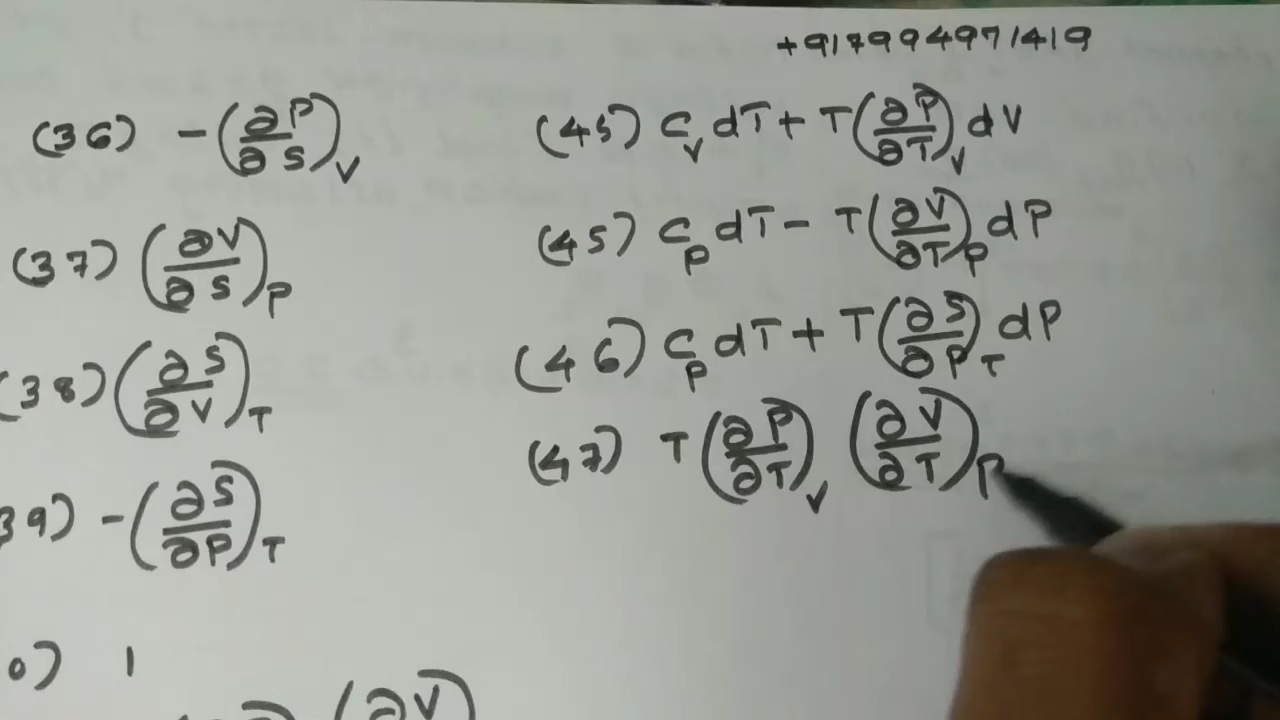 +917994971419
(36) -(∂P/∂S)_V
(37) (∂V/∂S)_P
(38) (∂S/∂V)_T
39) -(∂S/∂P)_T
0) 1
(∂V
(45) C_V dT + T(∂P/∂T)_V dV
(45) C_P dT - T(∂V/∂T)_P dP
(46) C_P dT + T(∂S/∂P)_T dP
(47) T(∂P/∂T)_V (∂V/∂T)_P